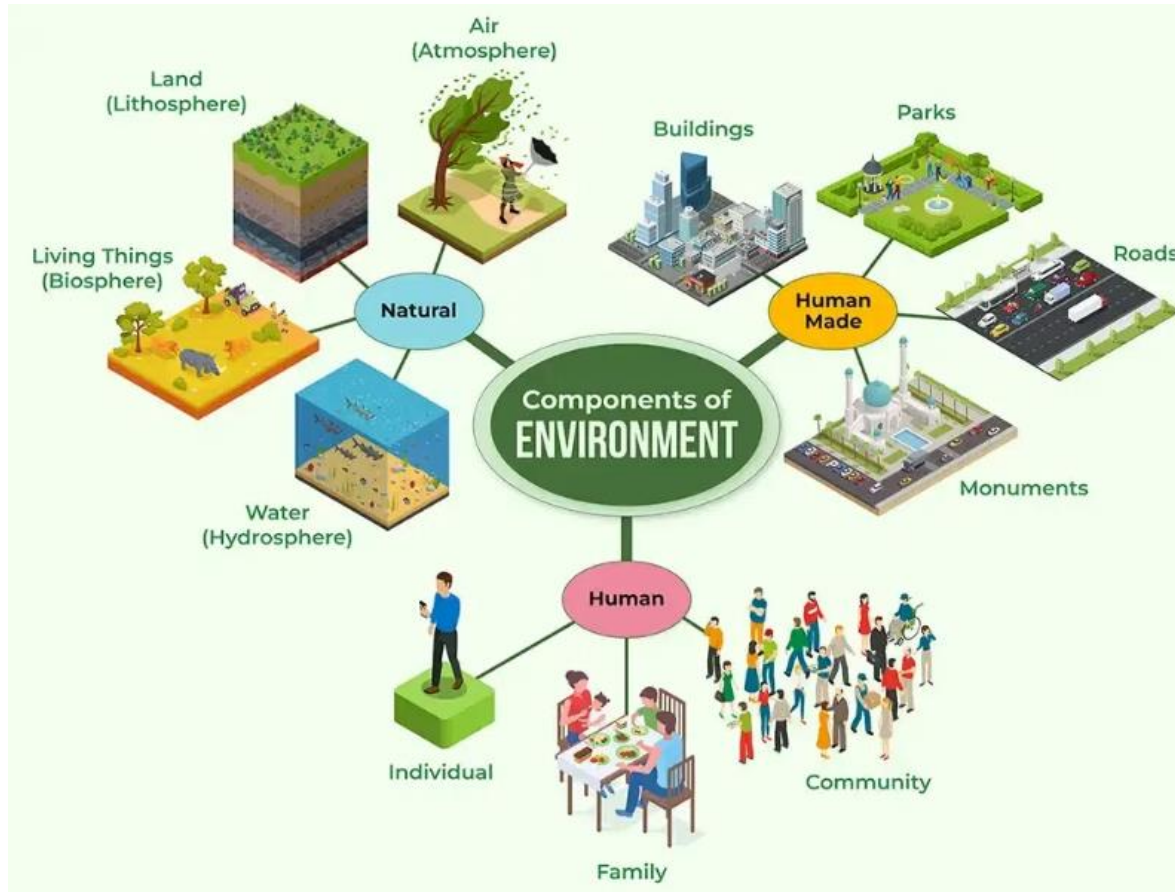 Air
(Atmosphere)
Land
(Lithosphere)
Living Things
(Biosphere)
Water
(Hydrosphere)
Natural
Components of
ENVIRONMENT
Buildings
Parks
Roads
Monuments
Human
Made
Human
Individual
Family
Community